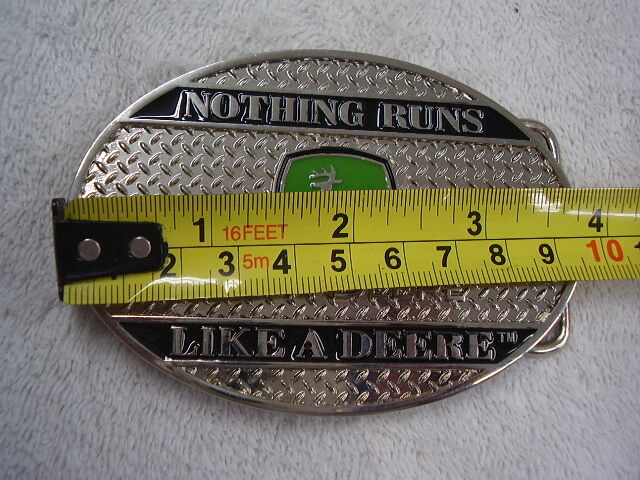 NOTHING RUNS
1 16FEET 2 3 4
2 3 5m 4 5 6 7 8 9 10
LIKE A DEERE™